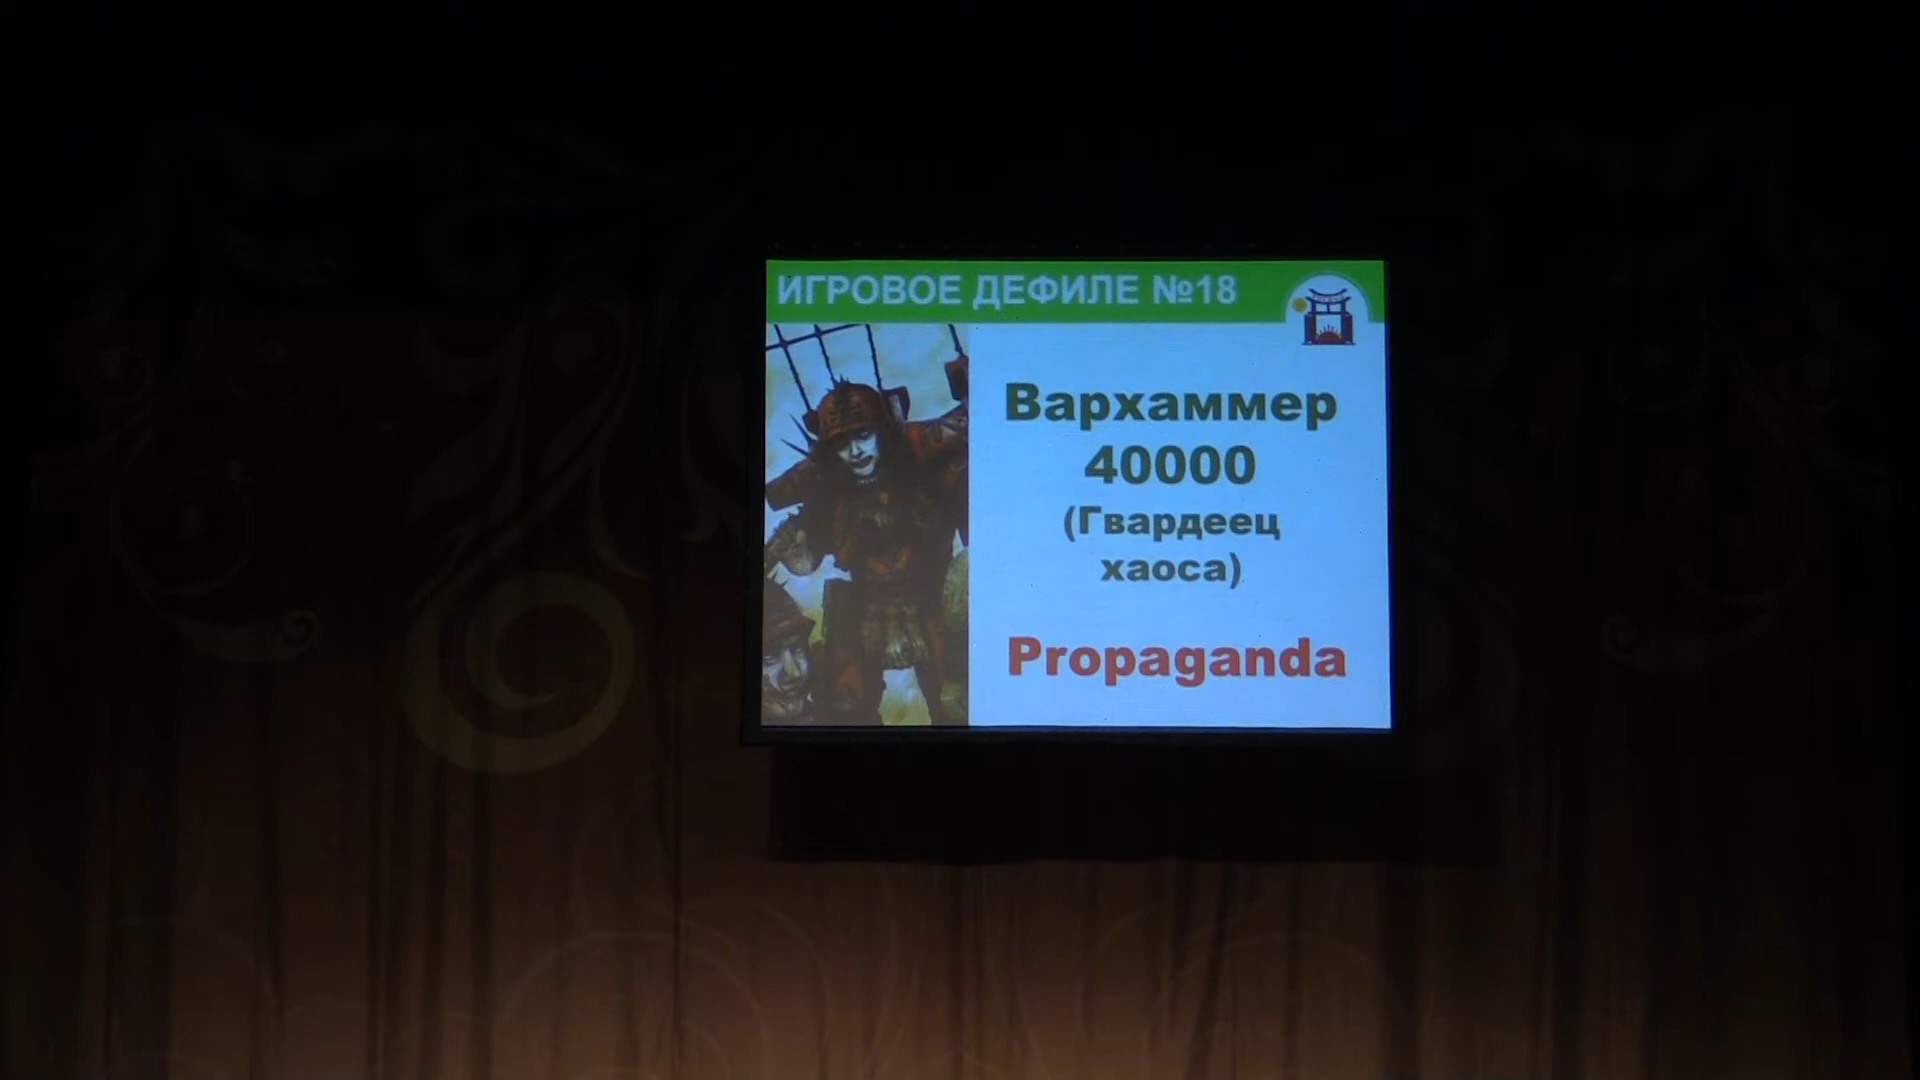 ИГРОВОЕ ДЕФИЛЕ №18
Вархаммер
40000
(Гвардеец
хаоса)
Propaganda